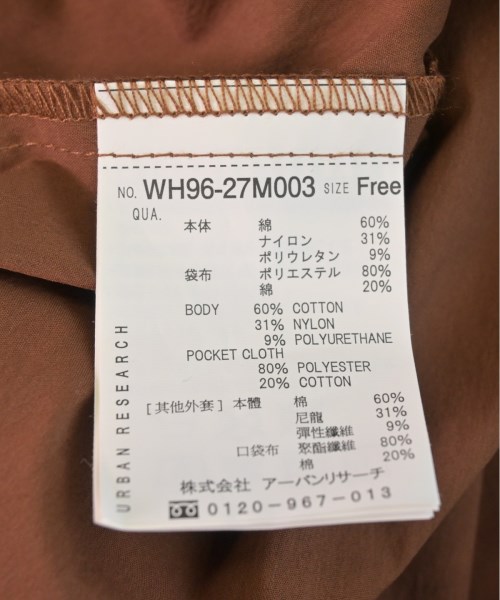 NO. WH96-27M003 SIZE Free
QUA.
本体 綿 60%
ナイロン 31%
ポリウレタン 9%
袋布 ポリエステル 80%
綿 20%
BODY 60% COTTON
31% NYLON
9% POLYURETHANE
POCKET CLOTH
80% POLYESTER
20% COTTON
[其他外套] 本體 棉 60%
尼龍 31%
彈性纖維 9%
口袋布 聚酯纖維 80%
棉 20%
株式会社 アーバンリサーチ
0120-967-013
URBAN RESEARCH